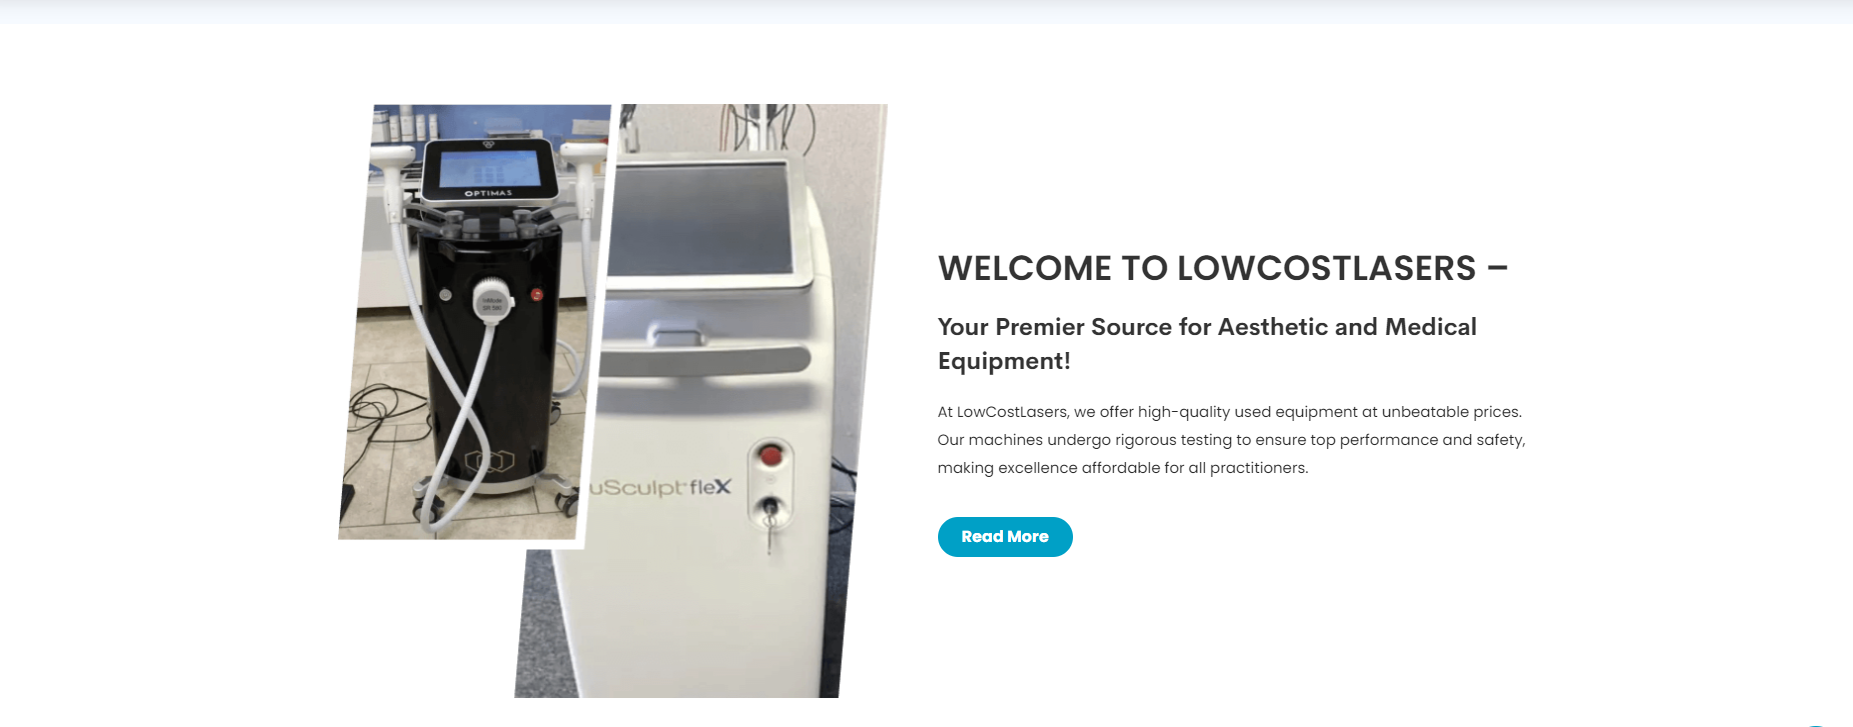 OPTIMAS
uSculpt fleX
WELCOME TO LOWCOSTLASERS –
Your Premier Source for Aesthetic and Medical
Equipment!
At LowCostLasers, we offer high-quality used equipment at unbeatable prices.
Our machines undergo rigorous testing to ensure top performance and safety,
making excellence affordable for all practitioners.
Read More